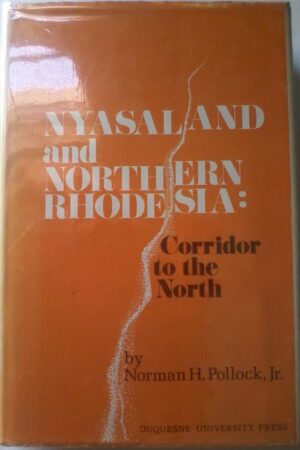 NYASALAND
and
NORTHERN
RHODESIA:
Corridor
to the
North
by
Norman H. Pollock, Jr.
DUQUESNE UNIVERSITY PRESS